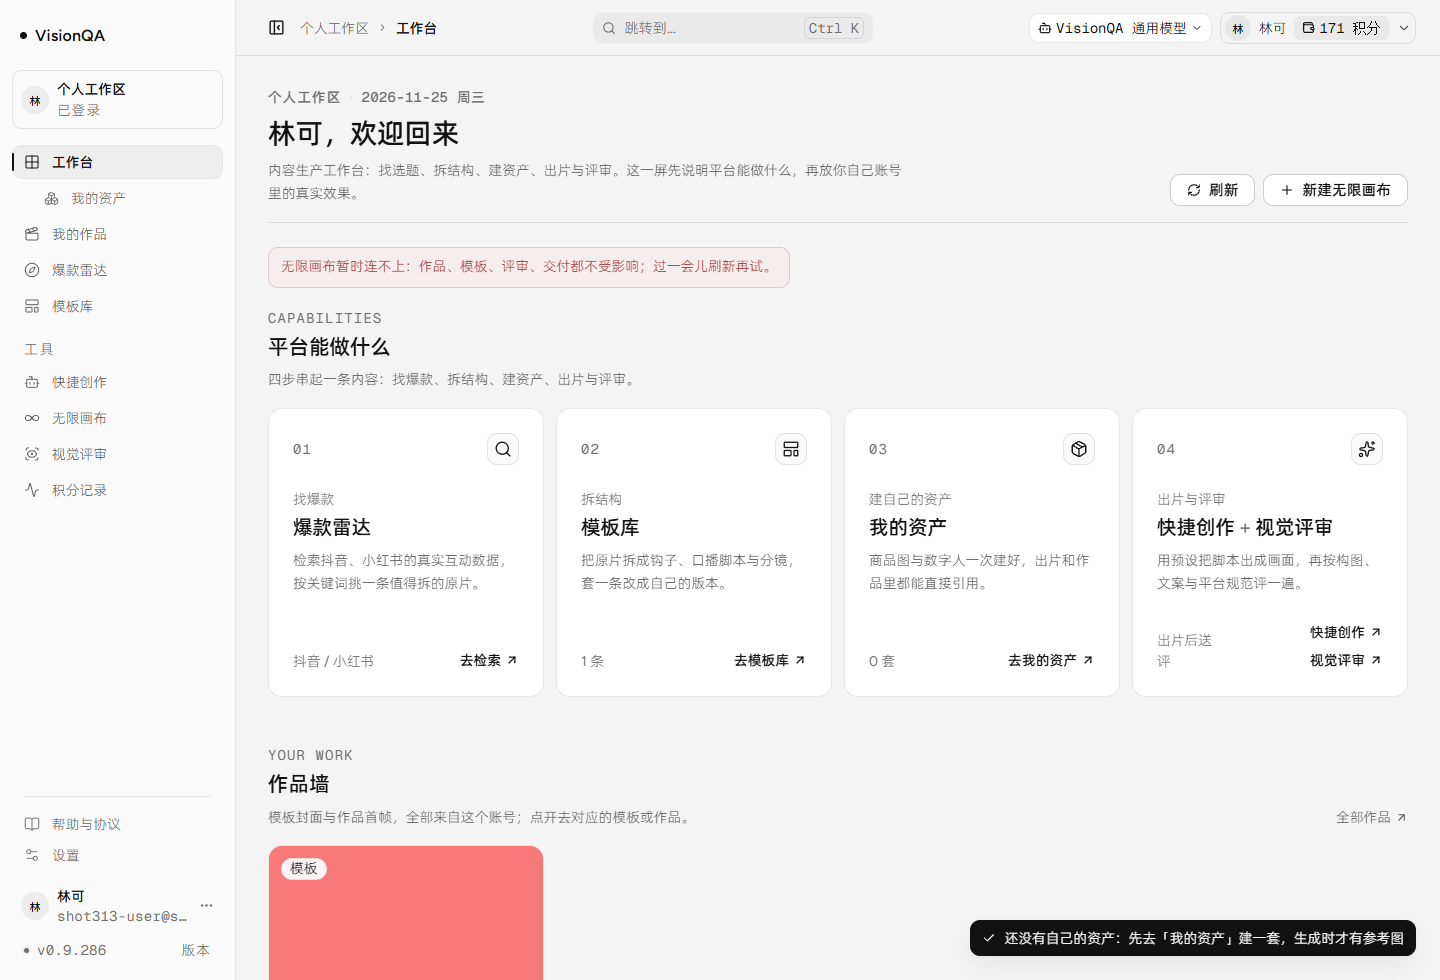 VisionQA
林
个人工作区
已登录
工作台
我的资产
我的作品
爆款雷达
模板库
工具
快捷创作
无限画布
视觉评审
积分记录
帮助与协议
设置
林
林可
shot313-user@s…
v0.9.286
版本
个人工作区 > 工作台
跳转到…
Ctrl K
VisionQA 通用模型
林
林可
171 积分
个人工作区 · 2026-11-25 周三
林可，欢迎回来
内容生产工作台：找选题、拆结构、建资产、出片与评审。这一屏先说明平台能做什么，再放你自己账号
里的真实效果。
刷新
新建无限画布
无限画布暂时连不上：作品、模板、评审、交付都不受影响；过一会儿刷新再试。
CAPABILITIES
平台能做什么
四步串起一条内容：找爆款、拆结构、建资产、出片与评审。
01
找爆款
爆款雷达
检索抖音、小红书的真实互动数据，
按关键词挑一条值得拆的原片。
抖音 / 小红书
去检索
02
拆结构
模板库
把原片拆成钩子、口播脚本与分镜，
套一条改成自己的版本。
1 条
去模板库
03
建自己的资产
我的资产
商品图与数字人一次建好，出片和作
品里都能直接引用。
0 套
去我的资产
04
出片与评审
快捷创作 + 视觉评审
用预设把脚本出成画面，再按构图、
文案与平台规范评一遍。
出片后送
评
快捷创作
视觉评审
YOUR WORK
作品墙
模板封面与作品首帧，全部来自这个账号；点开去对应的模板或作品。
全部作品
模板
还没有自己的资产：先去「我的资产」建一套，生成时才有参考图